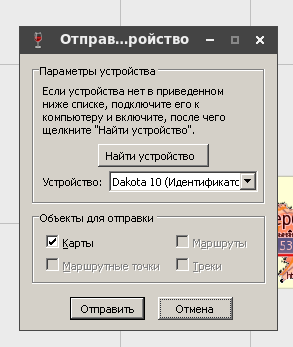 Отправ...ройство
Параметры устройства
Если устройства нет в приведенном
ниже списке, подключите его к
компьютеру и включите, после чего
щелкните "Найти устройство".
Найти устройство
Устройство: Dakota 10 (Идентификатс
Объекты для отправки
Карты Маршруты
Маршрутные точки Треки
Отправить Отмена
53